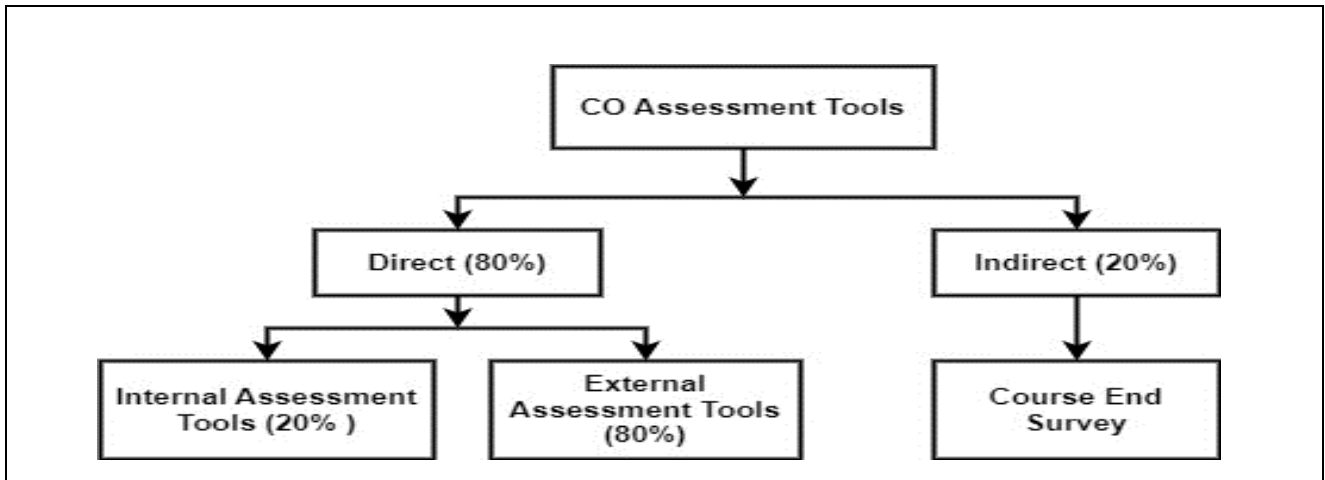 CO Assessment Tools
Direct (80%)
Indirect (20%)
Internal Assessment
Tools (20% )
External
Assessment Tools
(80%)
Course End
Survey